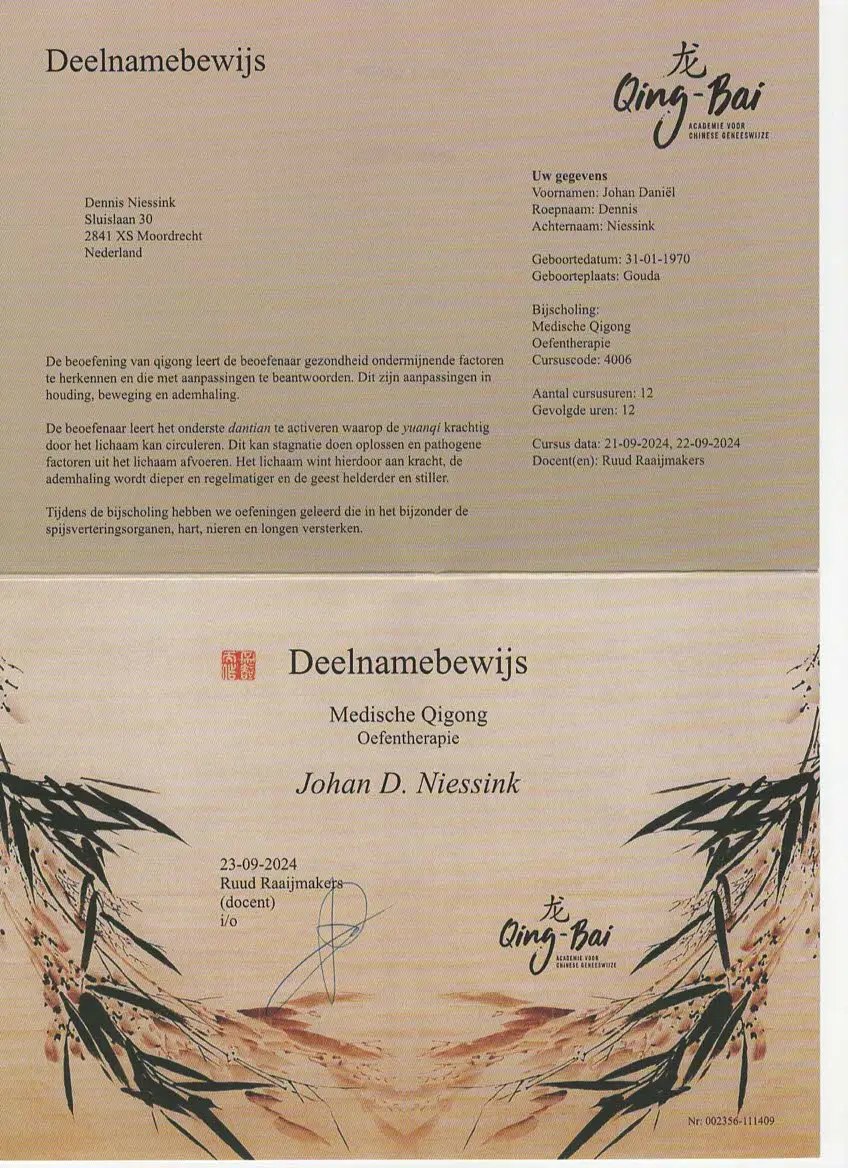 Deelnamebewijs
龙
Qing-Bai
ACADEMIE VOOR
CHINESE GENEESWIJZE
Dennis Niessink
Sluislaan 30
2841 XS Moordrecht
Nederland
Uw gegevens
Voornamen: Johan Daniël
Roepnaam: Dennis
Achternaam: Niessink
Geboortedatum: 31-01-1970
Geboorteplaats: Gouda
Bijscholing:
Medische Qigong
Oefentherapie
Cursuscode: 4006
Aantal cursusuren: 12
Gevolgde uren: 12
Cursus data: 21-09-2024, 22-09-2024
Docent(en): Ruud Raaijmakers
De beoefening van qigong leert de beoefenaar gezondheid ondermijnende factoren
te herkennen en die met aanpassingen te beantwoorden. Dit zijn aanpassingen in
houding, beweging en ademhaling.
De beoefenaar leert het onderste dantian te activeren waarop de yuanqi krachtig
door het lichaam kan circuleren. Dit kan stagnatie doen oplossen en pathogene
factoren uit het lichaam afvoeren. Het lichaam wint hierdoor aan kracht, de
ademhaling wordt dieper en regelmatiger en de geest helderder en stiller.
Tijdens de bijscholing hebben we oefeningen geleerd die in het bijzonder de
spijsverteringsorganen, hart, nieren en longen versterken.
Deelnamebewijs
Medische Qigong
Oefentherapie
Johan D. Niessink
23-09-2024
Ruud Raaijmakers
(docent)
i/o
龙
Qing-Bai
ACADEMIE VOOR
CHINESE GENEESWIJZE
Nr: 002356-111409